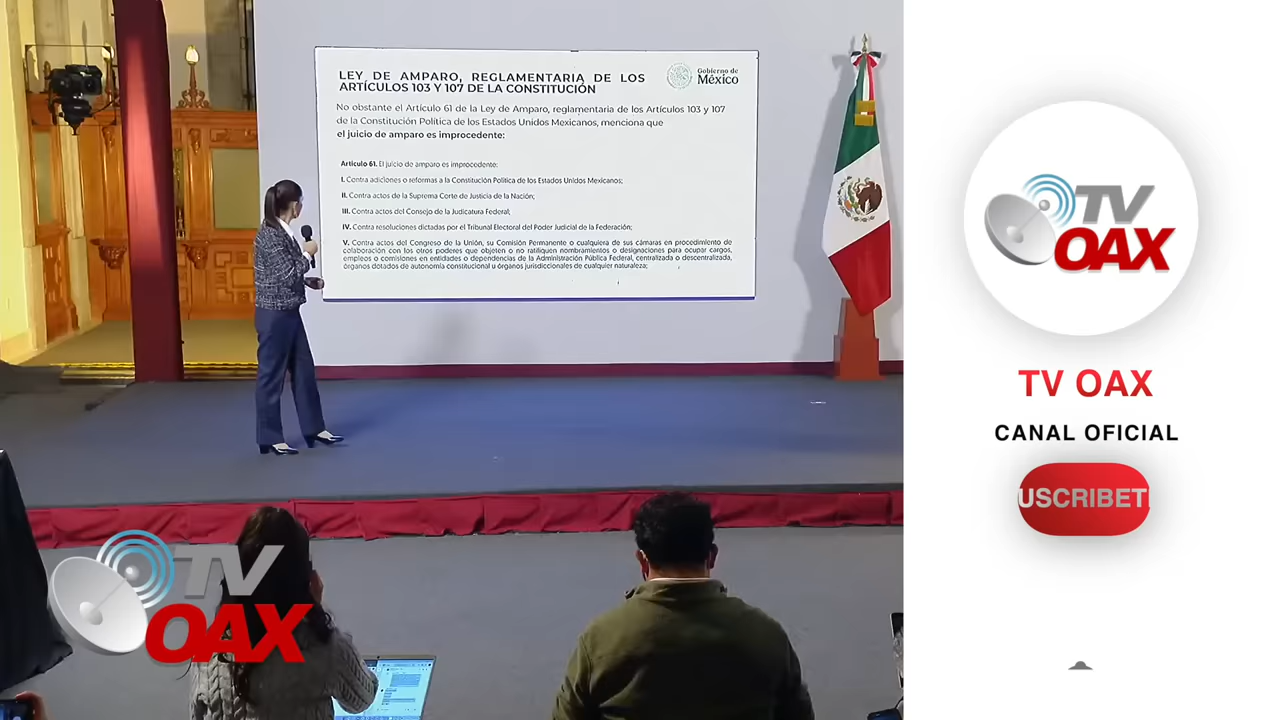 LEY DE AMPARO, REGLAMENTARIA DE LOS
ARTÍCULOS 103 Y 107 DE LA CONSTITUCIÓN
Gobierno de
México
No obstante el Artículo 61 de la Ley de Amparo, reglamentaria de los Artículos 103 y 107
de la Constitución Política de los Estados Unidos Mexicanos, menciona que
el juicio de amparo es improcedente:
Artículo 61. El juicio de amparo es improcedente:
I. Contra adiciones o reformas a la Constitución Política de los Estados Unidos Mexicanos;
II. Contra actos de la Suprema Corte de Justicia de la Nación;
III. Contra actos del Consejo de la Judicatura Federal;
IV. Contra resoluciones dictadas por el Tribunal Electoral del Poder Judicial de la Federación;
V. Contra actos del Congreso de la Unión, su Comisión Permanente o cualquiera de sus cámaras en procedimiento de
colaboración con los otros poderes que objeten o no ratifiquen nombramientos o designaciones para ocupar cargos,
empleos o comisiones en entidades o dependencias de la Administración Pública Federal, centralizada o descentralizada,
órganos dotados de autonomía constitucional u órganos jurisdiccionales de cualquier naturaleza;
TV
OAX
TV
OAX
TV OAX
CANAL OFICIAL
USCRIBET